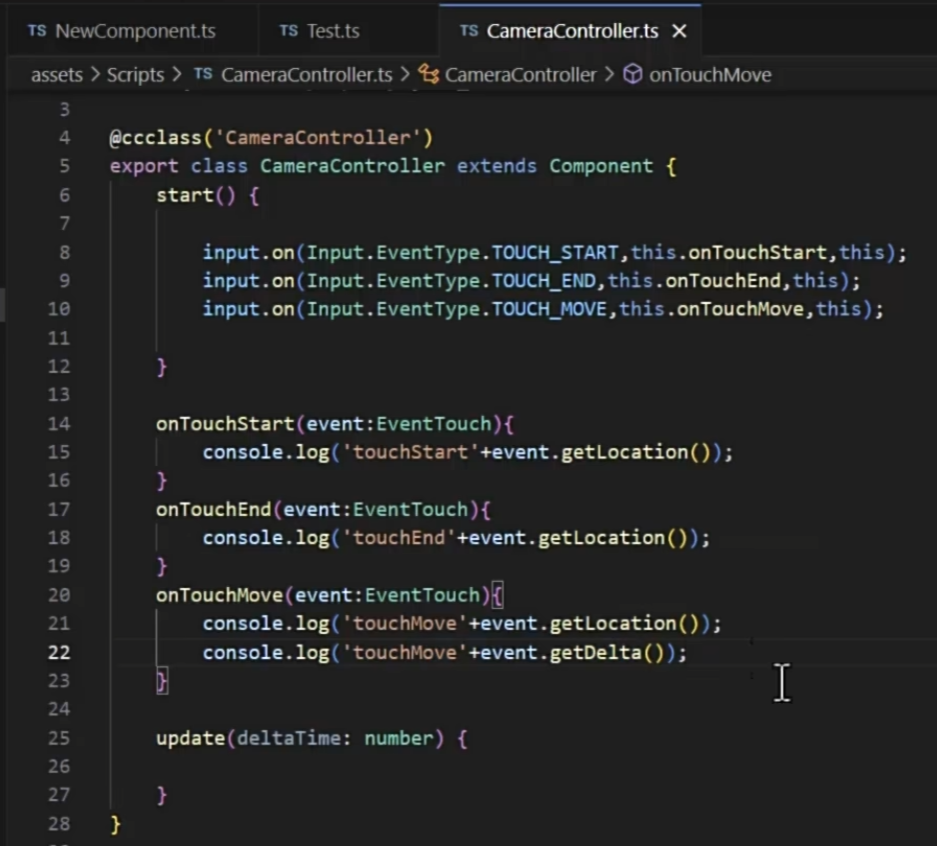 TS NewComponent.ts TS Test.ts TS CameraController.ts ×
assets > Scripts > TS CameraController.ts > CameraController > onTouchMove
3
4 @ccclass('CameraController')
5 export class CameraController extends Component {
6 start() {
7
8 input.on(Input.EventType.TOUCH_START,this.onTouchStart,this);
9 input.on(Input.EventType.TOUCH_END,this.onTouchEnd,this);
10 input.on(Input.EventType.TOUCH_MOVE,this.onTouchMove,this);
11
12 }
13
14 onTouchStart(event:EventTouch){
15 console.log('touchStart'+event.getLocation());
16 }
17 onTouchEnd(event:EventTouch){
18 console.log('touchEnd'+event.getLocation());
19 }
20 onTouchMove(event:EventTouch){
21 console.log('touchMove'+event.getLocation());
22 console.log('touchMove'+event.getDelta());
23 }
24
25 update(deltaTime: number) {
26
27 }
28 }